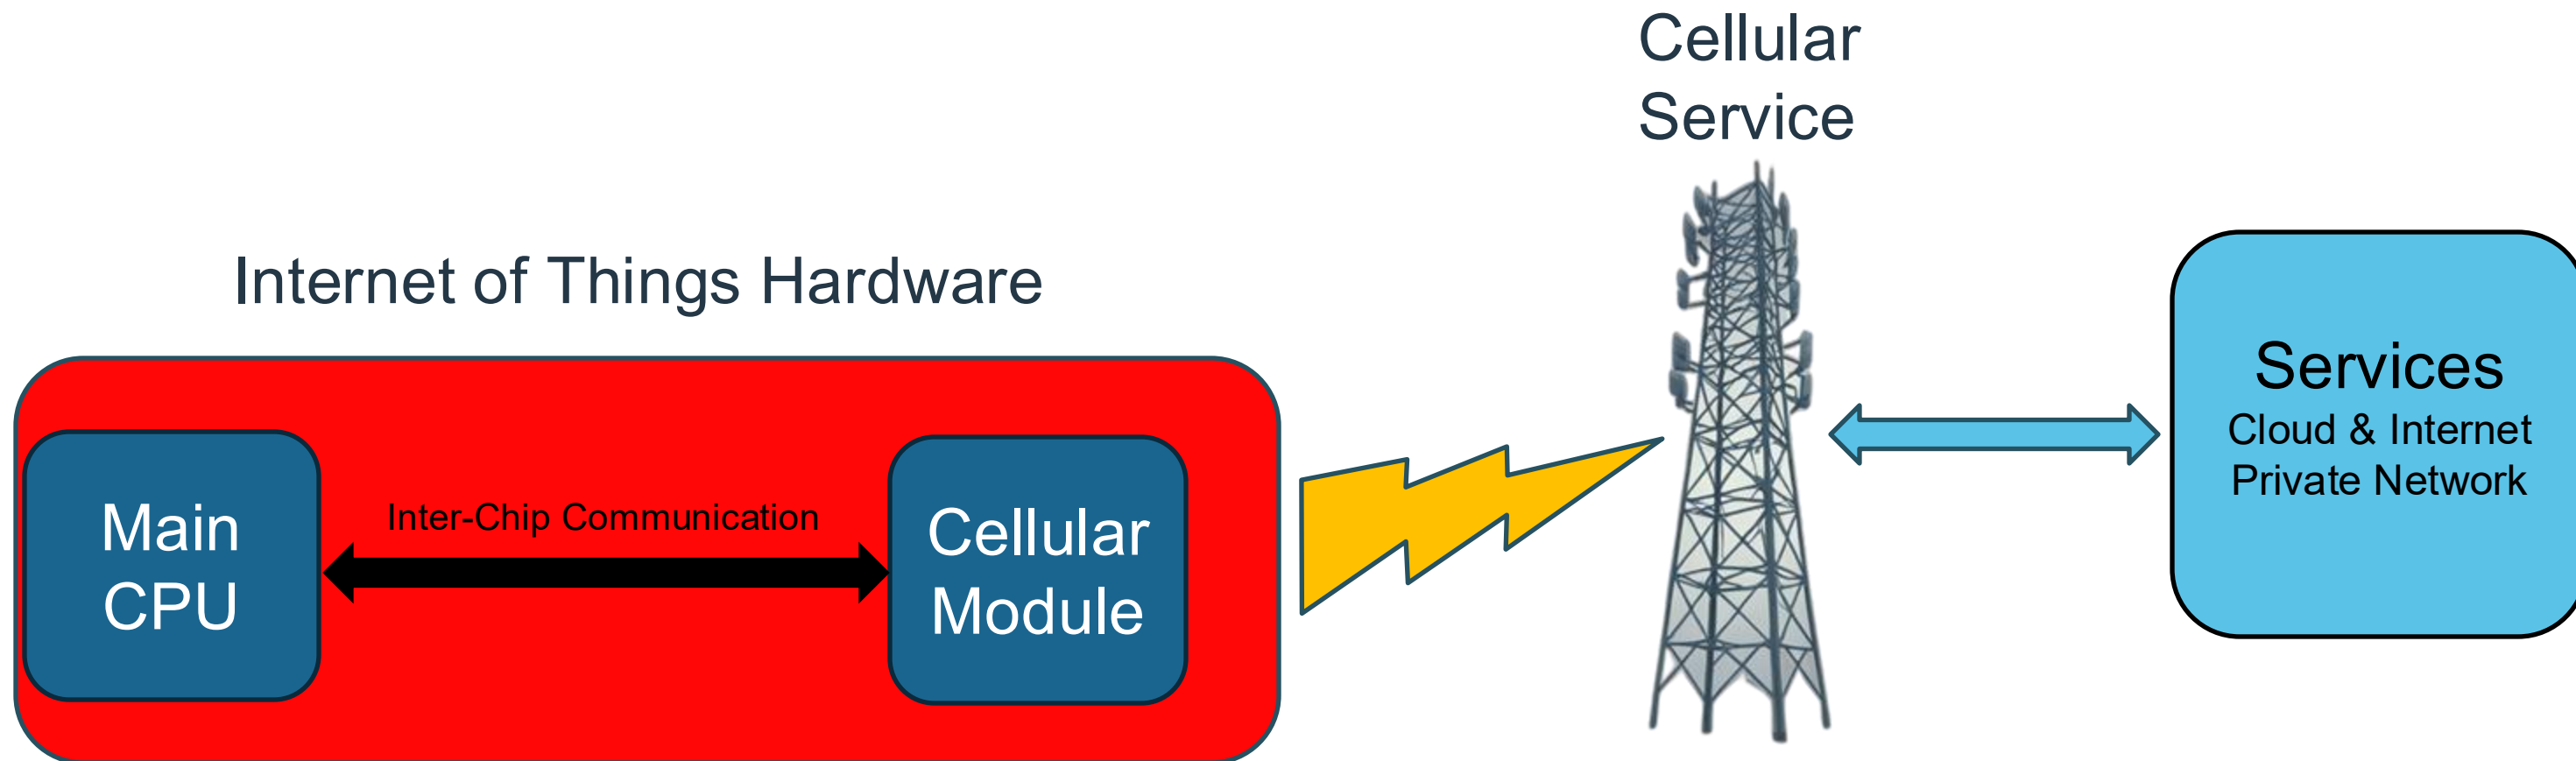 Cellular
Service
Internet of Things Hardware
Main
CPU
Inter-Chip Communication
Cellular
Module
Services
Cloud & Internet
Private Network